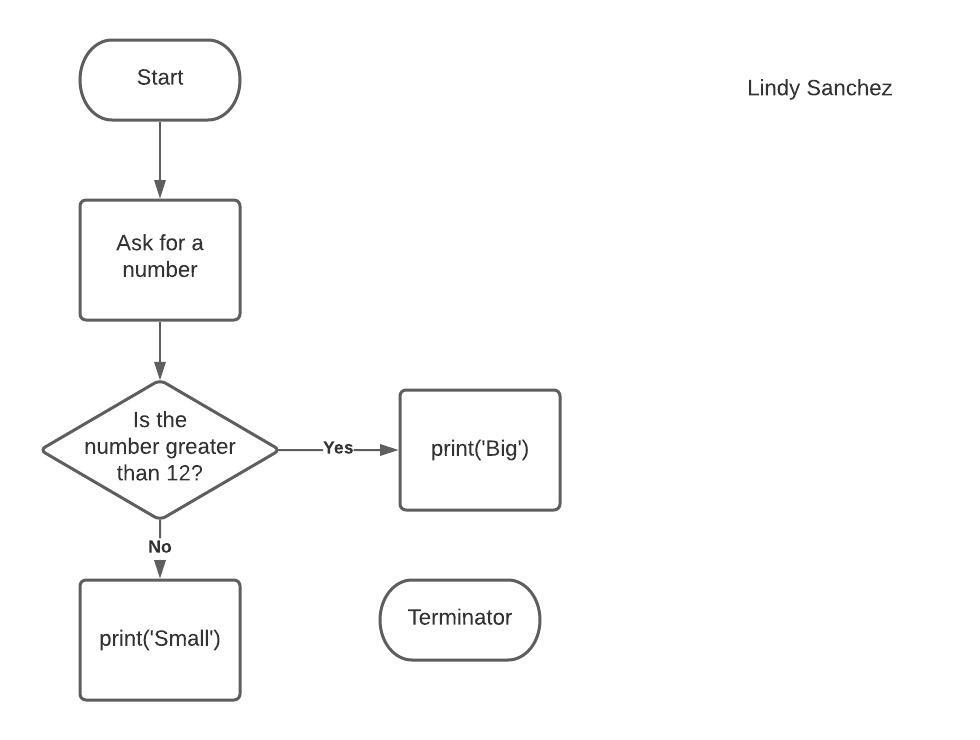 Start
Lindy Sanchez
Ask for a
number
Is the
number greater
than 12?
Yes
print('Big')
No
print('Small')
Terminator